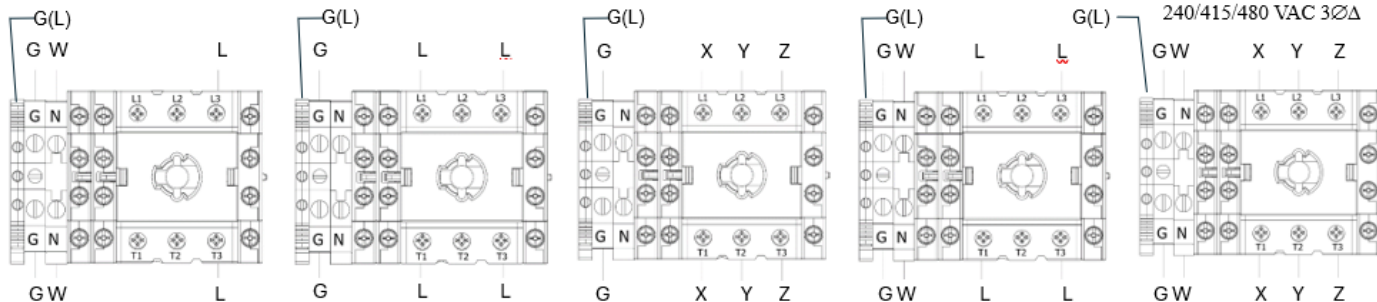 G(L) G(L) G(L) G(L) G(L) 240/415/480 VAC 3Ø∆
G W L G L L G X Y Z G W L L G W X Y Z
L1 L2 L3 L1 L2 L3 L1 L2 L3 L1 L2 L3 L1 L2 L3
G N G N G N G N G N
G N G N G N G N G N
T1 T2 T3 T1 T2 T3 T1 T2 T3 T1 T2 T3 T1 T2 T3
G W L G L L G X Y Z G W L L G W X Y Z